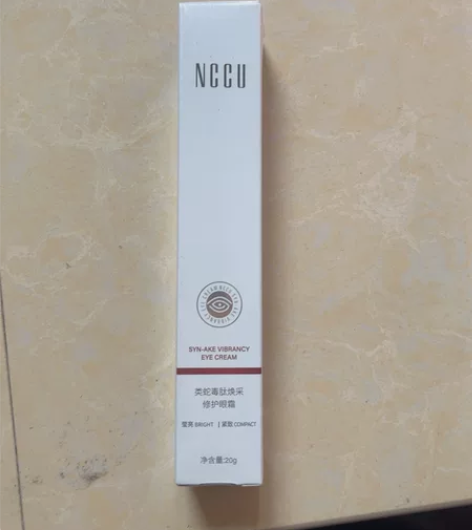 NCCU
SYN-AKE VIBRANCY
EYE CREAM
类蛇毒肽焕采
修护眼霜
莹亮 BRIGHT | 紧致 COMPACT
净含量:20g